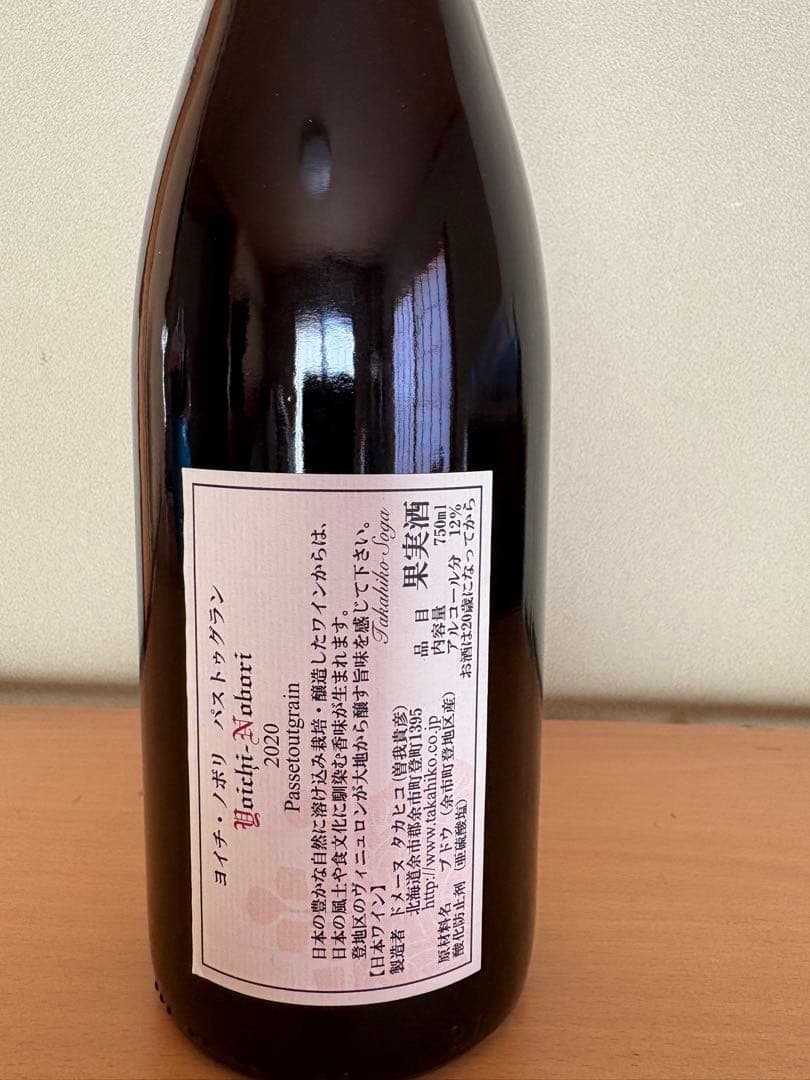 ヨイチ・ノボリ パストゥグラン
Yoichi-Nobori
2020
Passetoutgrain
日本の豊かな自然に溶け込み栽培・醸造したワインからは、
日本の風土や食文化に馴染む香味が生まれます。
登地区のヴィニュロンが大地から醸す旨味を感じて下さい。
【日本ワイン】
Takahiko Soga
製造者 ドメーヌ タカヒコ(曽我貴彦)
北海道余市郡余市町登町1395
http://www.takahiko.co.jp
原材料名 ブドウ（余市町登地区産）
酸化防止剤（亜硫酸塩）
品目 果実酒
内容量 750ml
アルコール分 12%
お酒は20歳になってから